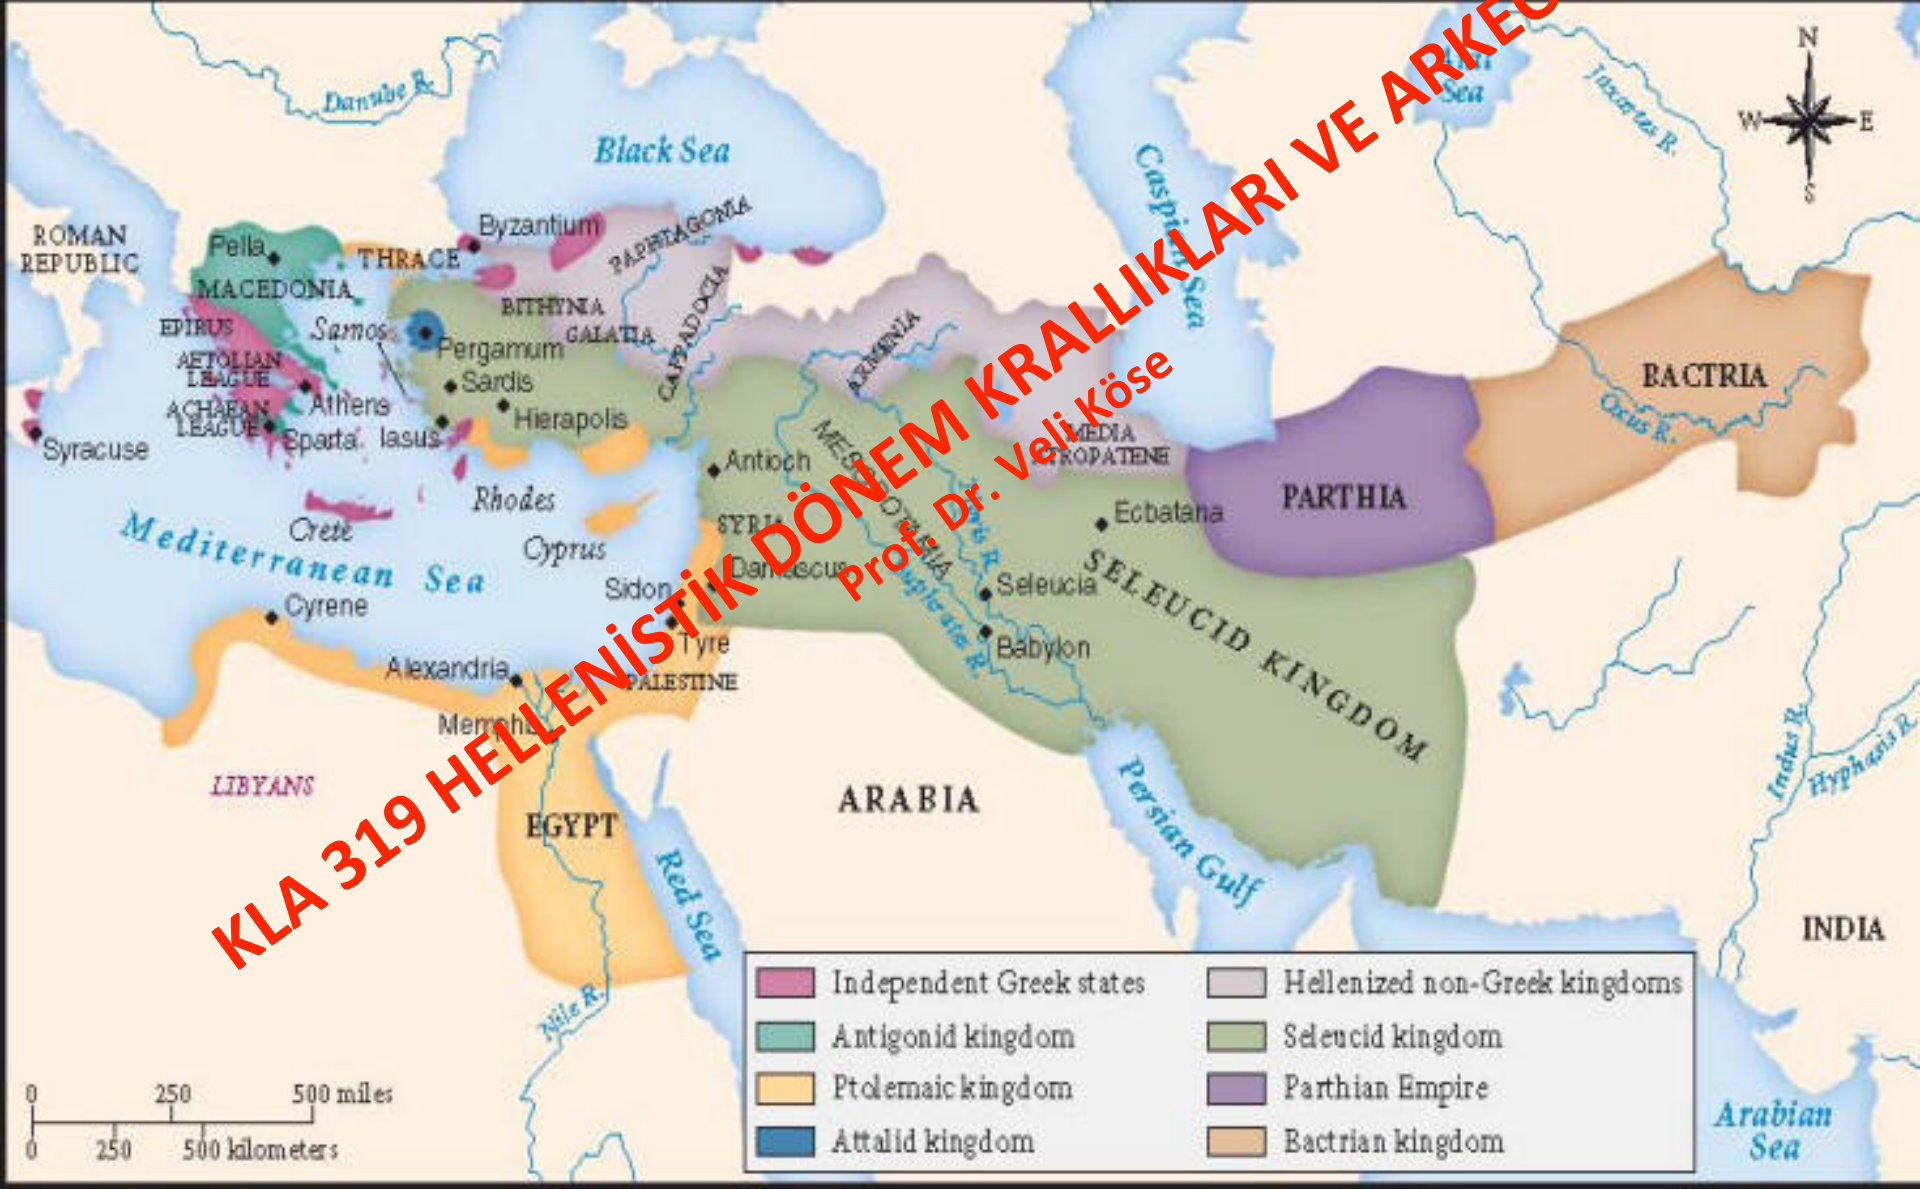 KLA 319 HELLENİSTİK DÖNEM KRALLIKLARI VE
Prof. Dr. Veli Köse
Danube R.
Black Sea
Caspian Sea
Sea
Jaxartes R.
N
W
E
S
ROMAN
REPUBLIC
Pella
MACEDONIA
THRACE
Byzantium
PAPHLAGONIA
BITHYNIA
GALATIA
CAPPADOCIA
ARMENIA
EPIRUS
Samos
Pergamum
AETOLIAN
LEAGUE
Sardis
ACHAEAN
LEAGUE
Athens
Hierapolis
Sparta
Iasus
Syracuse
Crete
Rhodes
Cyprus
Mediterranean Sea
Antioch
SYRIA
MESOPOTAMIA
MEDIA
Ecbatana
PARTHIA
BACTRIA
Oxus R.
Damascus
Sidon
Tyre
PALESTINE
Seleucia
Babylon
Euphrates R.
SELEUCID KINGDOM
Cyrene
Alexandria
LIBYANS
EGYPT
ARABIA
Persian Gulf
Red Sea
Nile R.
Indus R.
Hyphasis R.
INDIA
Arabian
Sea
0 250 500 miles
0 250 500 kilometers
Independent Greek states
Antigonid kingdom
Ptolemaic kingdom
Attalid kingdom
Hellenized non-Greek kingdoms
Seleucid kingdom
Parthian Empire
Bactrian kingdom